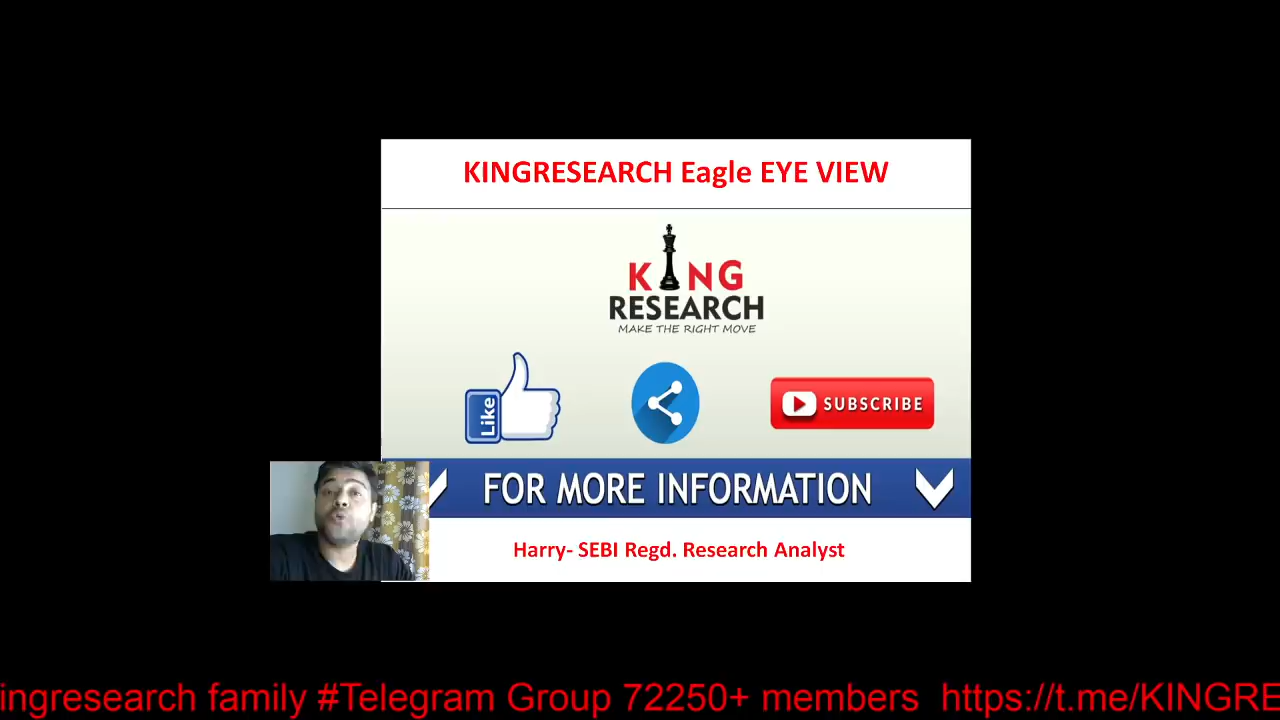 KINGRESEARCH Eagle EYE VIEW
KING
RESEARCH
MAKE THE RIGHT MOVE
Like
SUBSCRIBE
FOR MORE INFORMATION
Harry- SEBI Regd. Research Analyst
ingresearch family #Telegram Group 72250+ members https://t.me/KINGRE